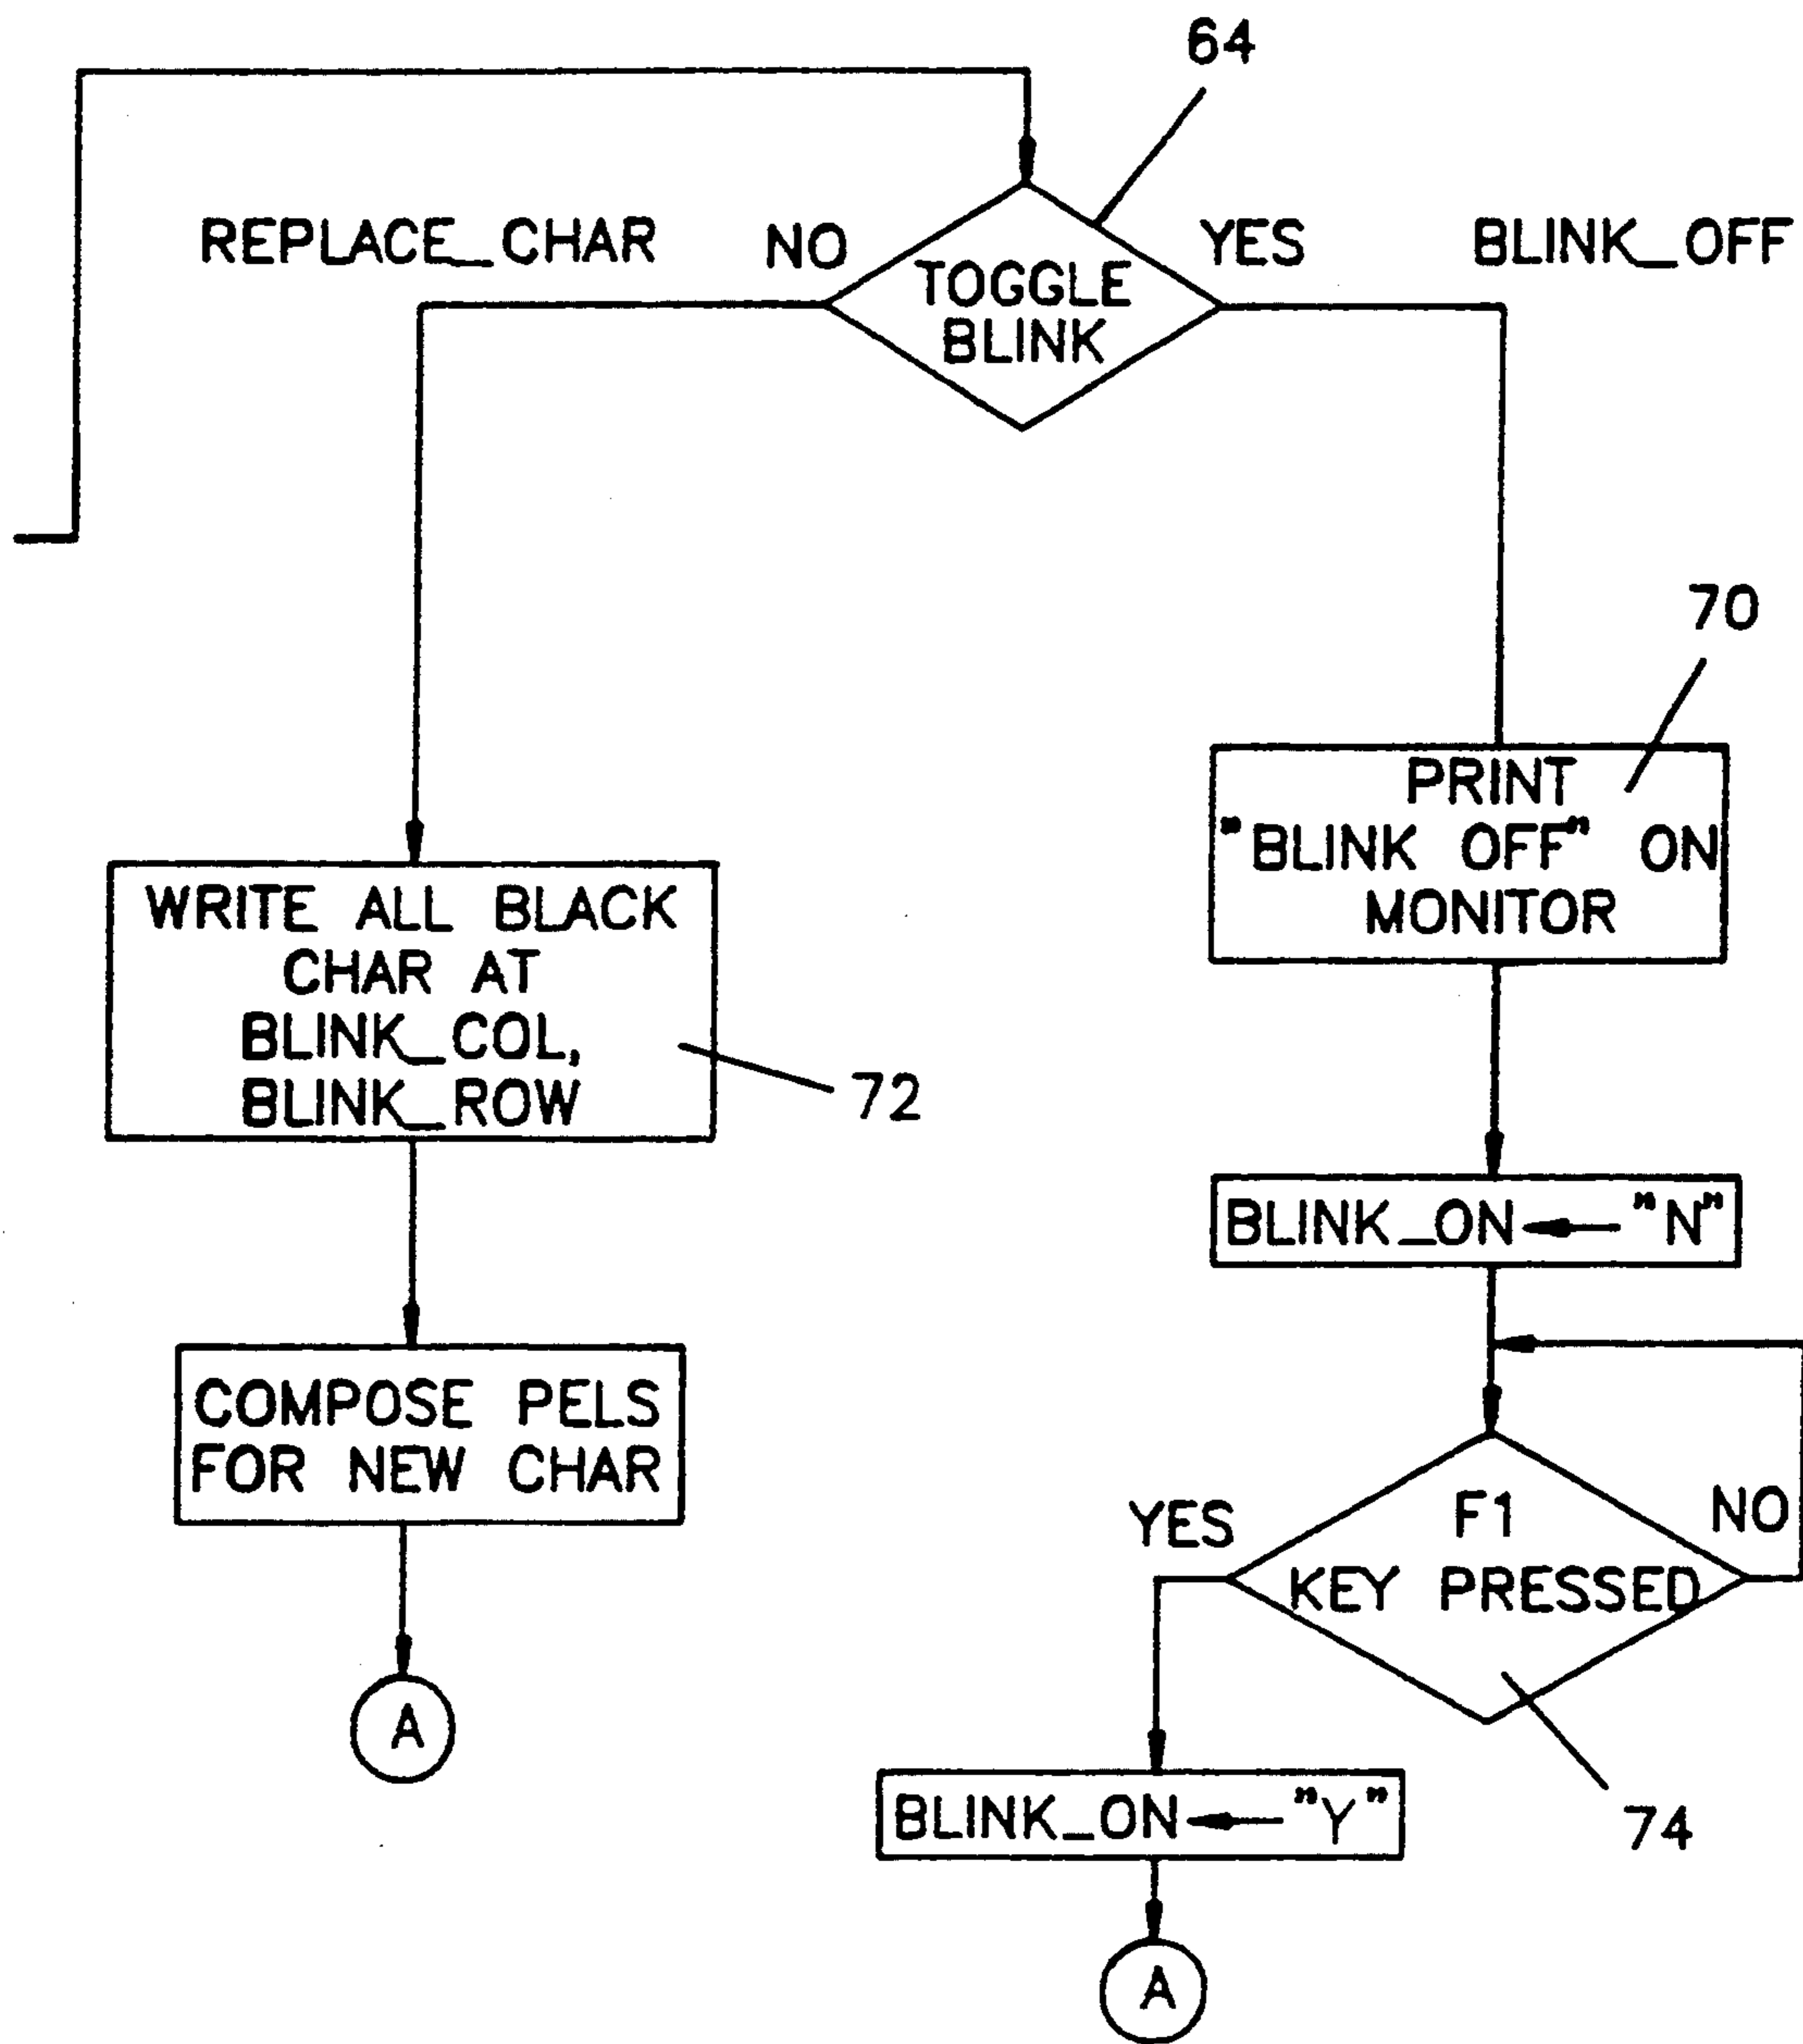 64
REPLACE_CHAR NO YES BLINK_OFF
TOGGLE
BLINK
70
PRINT
"BLINK OFF" ON
MONITOR
WRITE ALL BLACK
CHAR AT
BLINK_COL,
BLINK_ROW
72
BLINK_ON ← "N"
COMPOSE PELS
FOR NEW CHAR
YES
F1
KEY PRESSED
NO
A
BLINK_ON ← "Y"
74
A